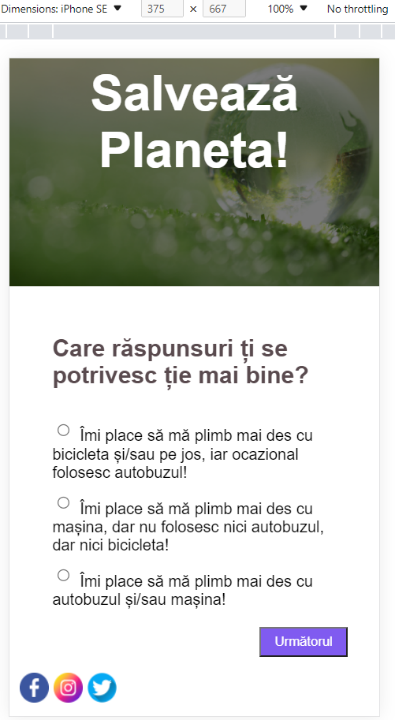 Dimensions: iPhone SE ▼ 375 × 667 100% ▼ No throttling
Salvează
Planeta!
Care răspunsuri ți se
potrivesc ție mai bine?
Îmi place să mă plimb mai des cu
bicicleta și/sau pe jos, iar ocazional
folosesc autobuzul!
Îmi place să mă plimb mai des cu
mașina, dar nu folosesc nici autobuzul,
dar nici bicicleta!
Îmi place să mă plimb mai des cu
autobuzul și/sau mașina!
Următorul